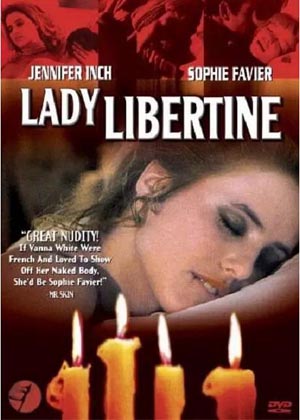 JENNIFER INCH SOPHIE FAVIER
LADY LIBERTINE
"GREAT NUDITY!
If Vanna White Were
French And Loved To Show
Off Her Naked Body,
She'd Be Sophie Favier!"
MR. SKIN
DVD